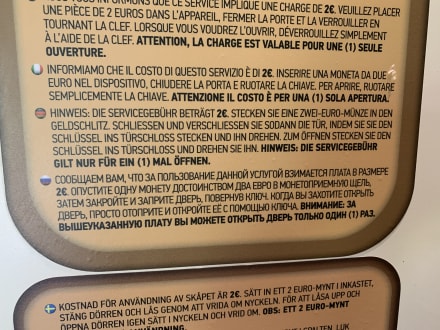 INFORMONS QUE CE SERVICE IMPLIQUE UNE CHARGE DE 2€. VEUILLEZ PLACER
UNE PIÈCE DE 2 EUROS DANS L'APPAREIL, FERMER LA PORTE ET LA VERROUILLER EN
TOURNANT LA CLEF. LORSQUE VOUS VOUDREZ L'OUVRIR, DÉVERROUILLEZ SIMPLEMENT
À L'AIDE DE LA CLEF. ATTENTION, LA CHARGE EST VALABLE POUR UNE (1) SEULE
OUVERTURE.
INFORMIAMO CHE IL COSTO DI QUESTO SERVIZIO È DI 2€. INSERIRE UNA MONETA DA DUE
EURO NEL DISPOSITIVO, CHIUDERE LA PORTA E RUOTARE LA CHIAVE. PER APRIRE, RUOTARE
SEMPLICEMENTE LA CHIAVE. ATTENZIONE IL COSTO È PER UNA (1) SOLA APERTURA.
HINWEIS: DIE SERVICEGEBÜHR BETRÄGT 2€. STECKEN SIE EINE ZWEI-EURO-MÜNZE IN DEN
GELDSCHLITZ. SCHLIESSEN UND VERSCHLIESSEN SIE SODANN DIE TÜR, INDEM SIE DEN
SCHLÜSSEL INS TÜRSCHLOSS STECKEN UND IHN DREHEN. ZUM ÖFFNEN STECKEN SIE DEN
SCHLÜSSEL INS TÜRSCHLOSS UND DREHEN SIE IHN. HINWEIS: DIE SERVICEGEBÜHR
GILT NUR FÜR EIN (1) MAL ÖFFNEN.
СООБЩАЕМ ВАМ, ЧТО ЗА ПОЛЬЗОВАНИЕ ДАННОЙ УСЛУГОЙ ВЗИМАЕТСЯ ПЛАТА В РАЗМЕРЕ
2€. ОПУСТИТЕ ОДНУ МОНЕТУ ДОСТОИНСТВОМ ДВА ЕВРО В МОНЕТОПРИЕМНУЮ ЩЕЛЬ,
ЗАТЕМ ЗАКРОЙТЕ И ЗАПРИТЕ ДВЕРЬ, ПОВЕРНУВ КЛЮЧ. КОГДА ВЫ ЗАХОТИТЕ ОТКРЫТЬ
ДВЕРЬ, ПРОСТО ОТОПРИТЕ И ОТКРОЙТЕ ЕЁ С ПОМОЩЬЮ КЛЮЧА. ВНИМАНИЕ: ЗА
ВЫШЕУКАЗАННУЮ ПЛАТУ ВЫ МОЖЕТЕ ОТКРЫТЬ ДВЕРЬ ТОЛЬКО ОДИН (1) РАЗ.
KOSTNAD FÖR ANVÄNDNING AV SKÅPET ÄR 2€. SÄTT IN ETT 2 EURO-MYNT I INKASTET,
STÄNG DÖRREN OCH LÅS GENOM ATT VRIDA OM NYCKELN. FÖR ATT LÅSA UPP OCH
ÖPPNA DÖRREN IGEN SÄTT I NYCKELN OCH VRID OM. OBS: ETT 2 EURO-MYNT